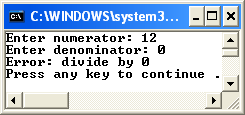 C:\WINDOWS\system3...
Enter numerator: 12
Enter denominator: 0
Error: divide by 0
Press any key to continue .